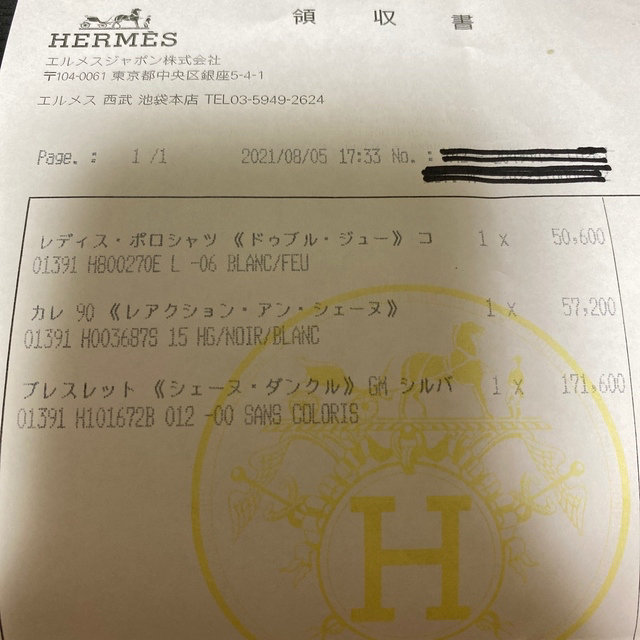 領 収 書
HERMÈS
エルメスジャポン株式会社
〒104-0061 東京都中央区銀座5-4-1
エルメス 西武 池袋本店 TEL03-5949-2624
Page. : 1 /1 2021/08/05 17:33 No. :
レディス・ポロシャツ 《ドゥブル・ジュー》 コ 1 x 50,600
01391 H800270E L -06 BLANC/FEU
カレ 90 《レアクション・アン・シェーヌ》 1 x 57,200
01391 H003687S 15 HG/NOIR/BLANC
ブレスレット 《シェーヌ・ダンクル》 GM シルバ 1 x 171,600
01391 H101672B 012 -00 SANS COLORIS
H